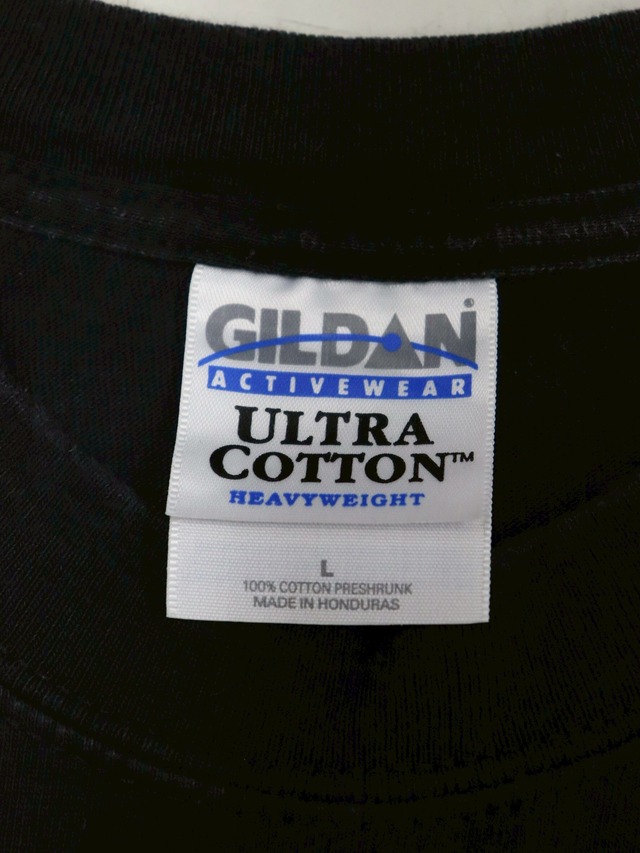 GILDAN®
ACTIVEWEAR
ULTRA
COTTON™
HEAVYWEIGHT
L
100% COTTON PRESHRUNK
MADE IN HONDURAS